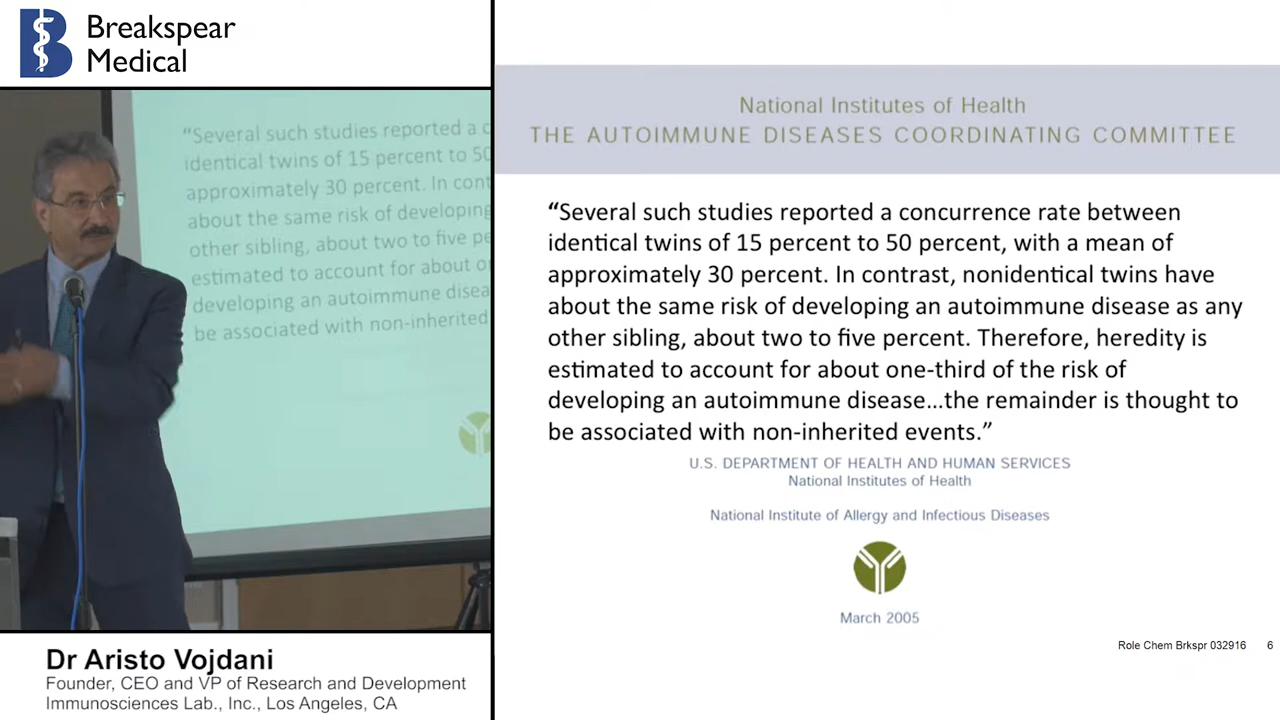 Breakspear
Medical
"Several such studies reported a c
identical twins of 15 percent to 50
approximately 30 percent. In cont
about the same risk of developing
other sibling, about two to five pe
estimated to account for about o
developing an autoimmune disea
be associated with non-inherited
Dr Aristo Vojdani
Founder, CEO and VP of Research and Development
Immunosciences Lab., Inc., Los Angeles, CA
National Institutes of Health
THE AUTOIMMUNE DISEASES COORDINATING COMMITTEE
"Several such studies reported a concurrence rate between
identical twins of 15 percent to 50 percent, with a mean of
approximately 30 percent. In contrast, nonidentical twins have
about the same risk of developing an autoimmune disease as any
other sibling, about two to five percent. Therefore, heredity is
estimated to account for about one-third of the risk of
developing an autoimmune disease…the remainder is thought to
be associated with non-inherited events."
U.S. DEPARTMENT OF HEALTH AND HUMAN SERVICES
National Institutes of Health
National Institute of Allergy and Infectious Diseases
March 2005
Role Chem Brkspr 032916 6